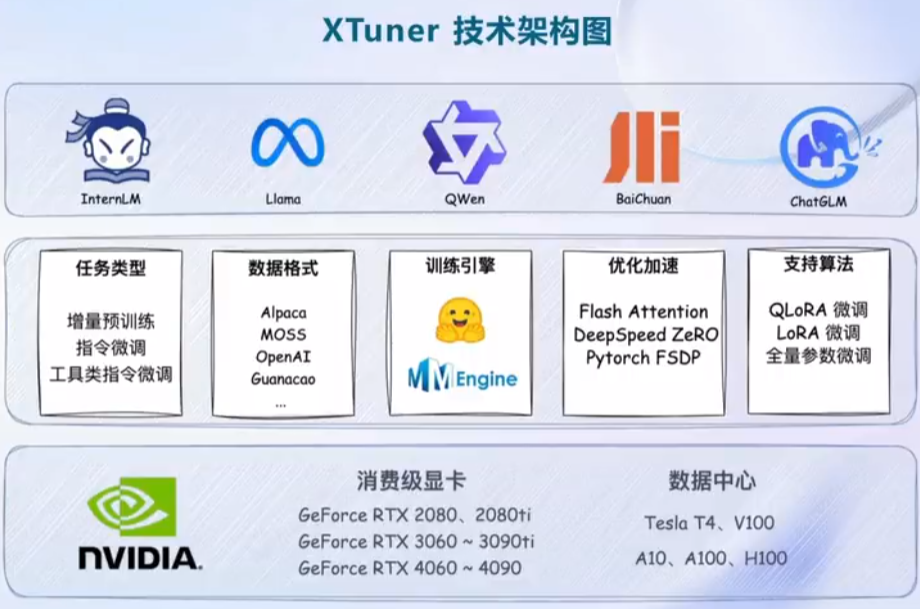 XTuner 技术架构图
InternLM
Llama
QWen
BaiChuan
ChatGLM
任务类型
增量预训练
指令微调
工具类指令微调
数据格式
Alpaca
MOSS
OpenAI
Guanacao
...
训练引擎
MMEngine
优化加速
Flash Attention
DeepSpeed ZeRO
Pytorch FSDP
支持算法
QLoRA 微调
LoRA 微调
全量参数微调
NVIDIA.
消费级显卡
GeForce RTX 2080、2080ti
GeForce RTX 3060 ~ 3090ti
GeForce RTX 4060 ~ 4090
数据中心
Tesla T4、V100
A10、A100、H100